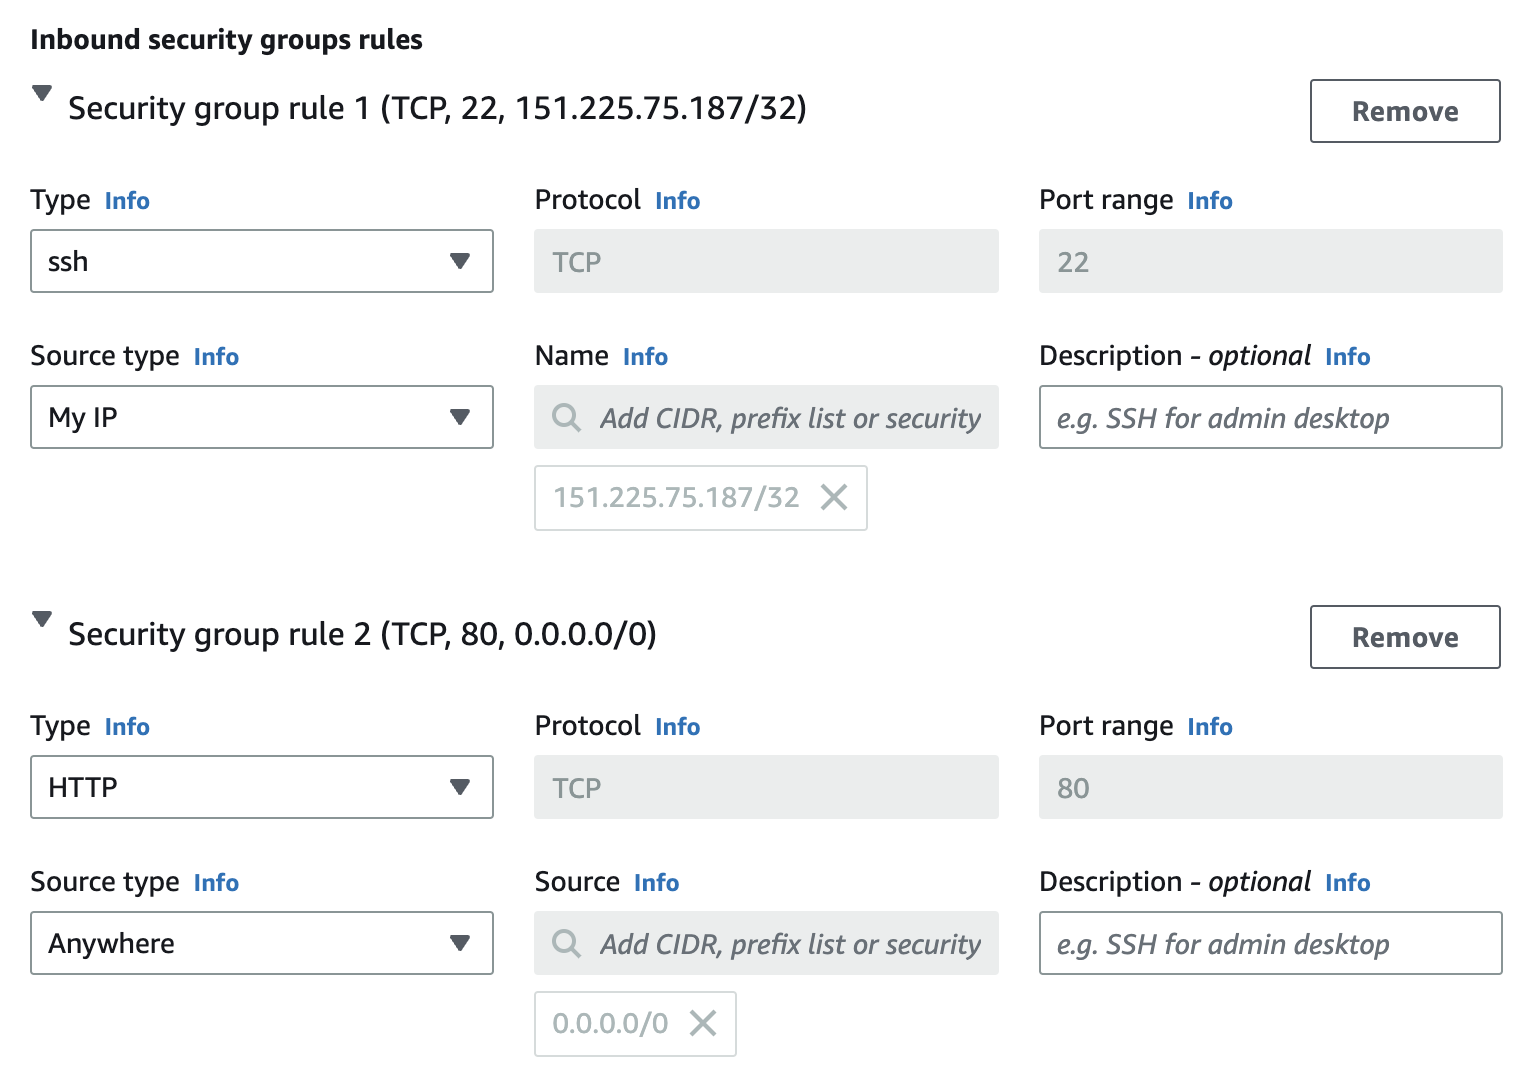 Inbound security groups rules
Security group rule 1 (TCP, 22, 151.225.75.187/32)
Remove
Type Info
Protocol Info
Port range Info
ssh
TCP
22
Source type Info
Name Info
Description - optional Info
My IP
Add CIDR, prefix list or security
e.g. SSH for admin desktop
151.225.75.187/32
Security group rule 2 (TCP, 80, 0.0.0.0/0)
Remove
Type Info
Protocol Info
Port range Info
HTTP
TCP
80
Source type Info
Source Info
Description - optional Info
Anywhere
Add CIDR, prefix list or security
e.g. SSH for admin desktop
0.0.0.0/0